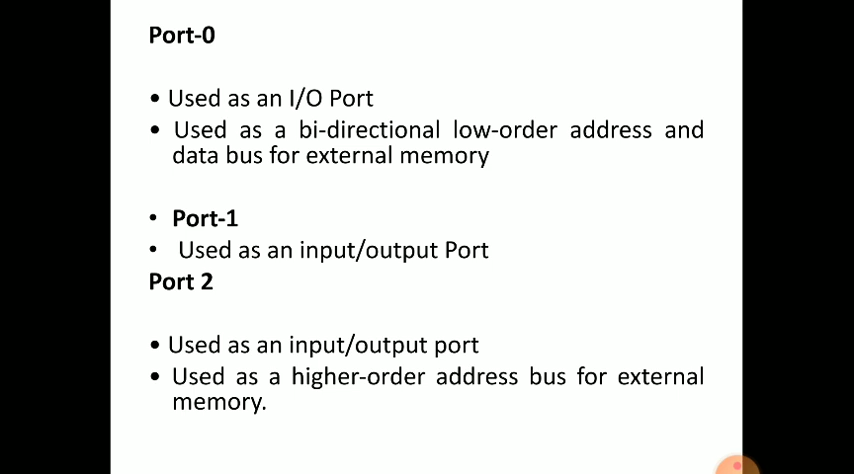 Port-0
• Used as an I/O Port
• Used as a bi-directional low-order address and
data bus for external memory
• Port-1
• Used as an input/output Port
Port 2
• Used as an input/output port
• Used as a higher-order address bus for external
memory.